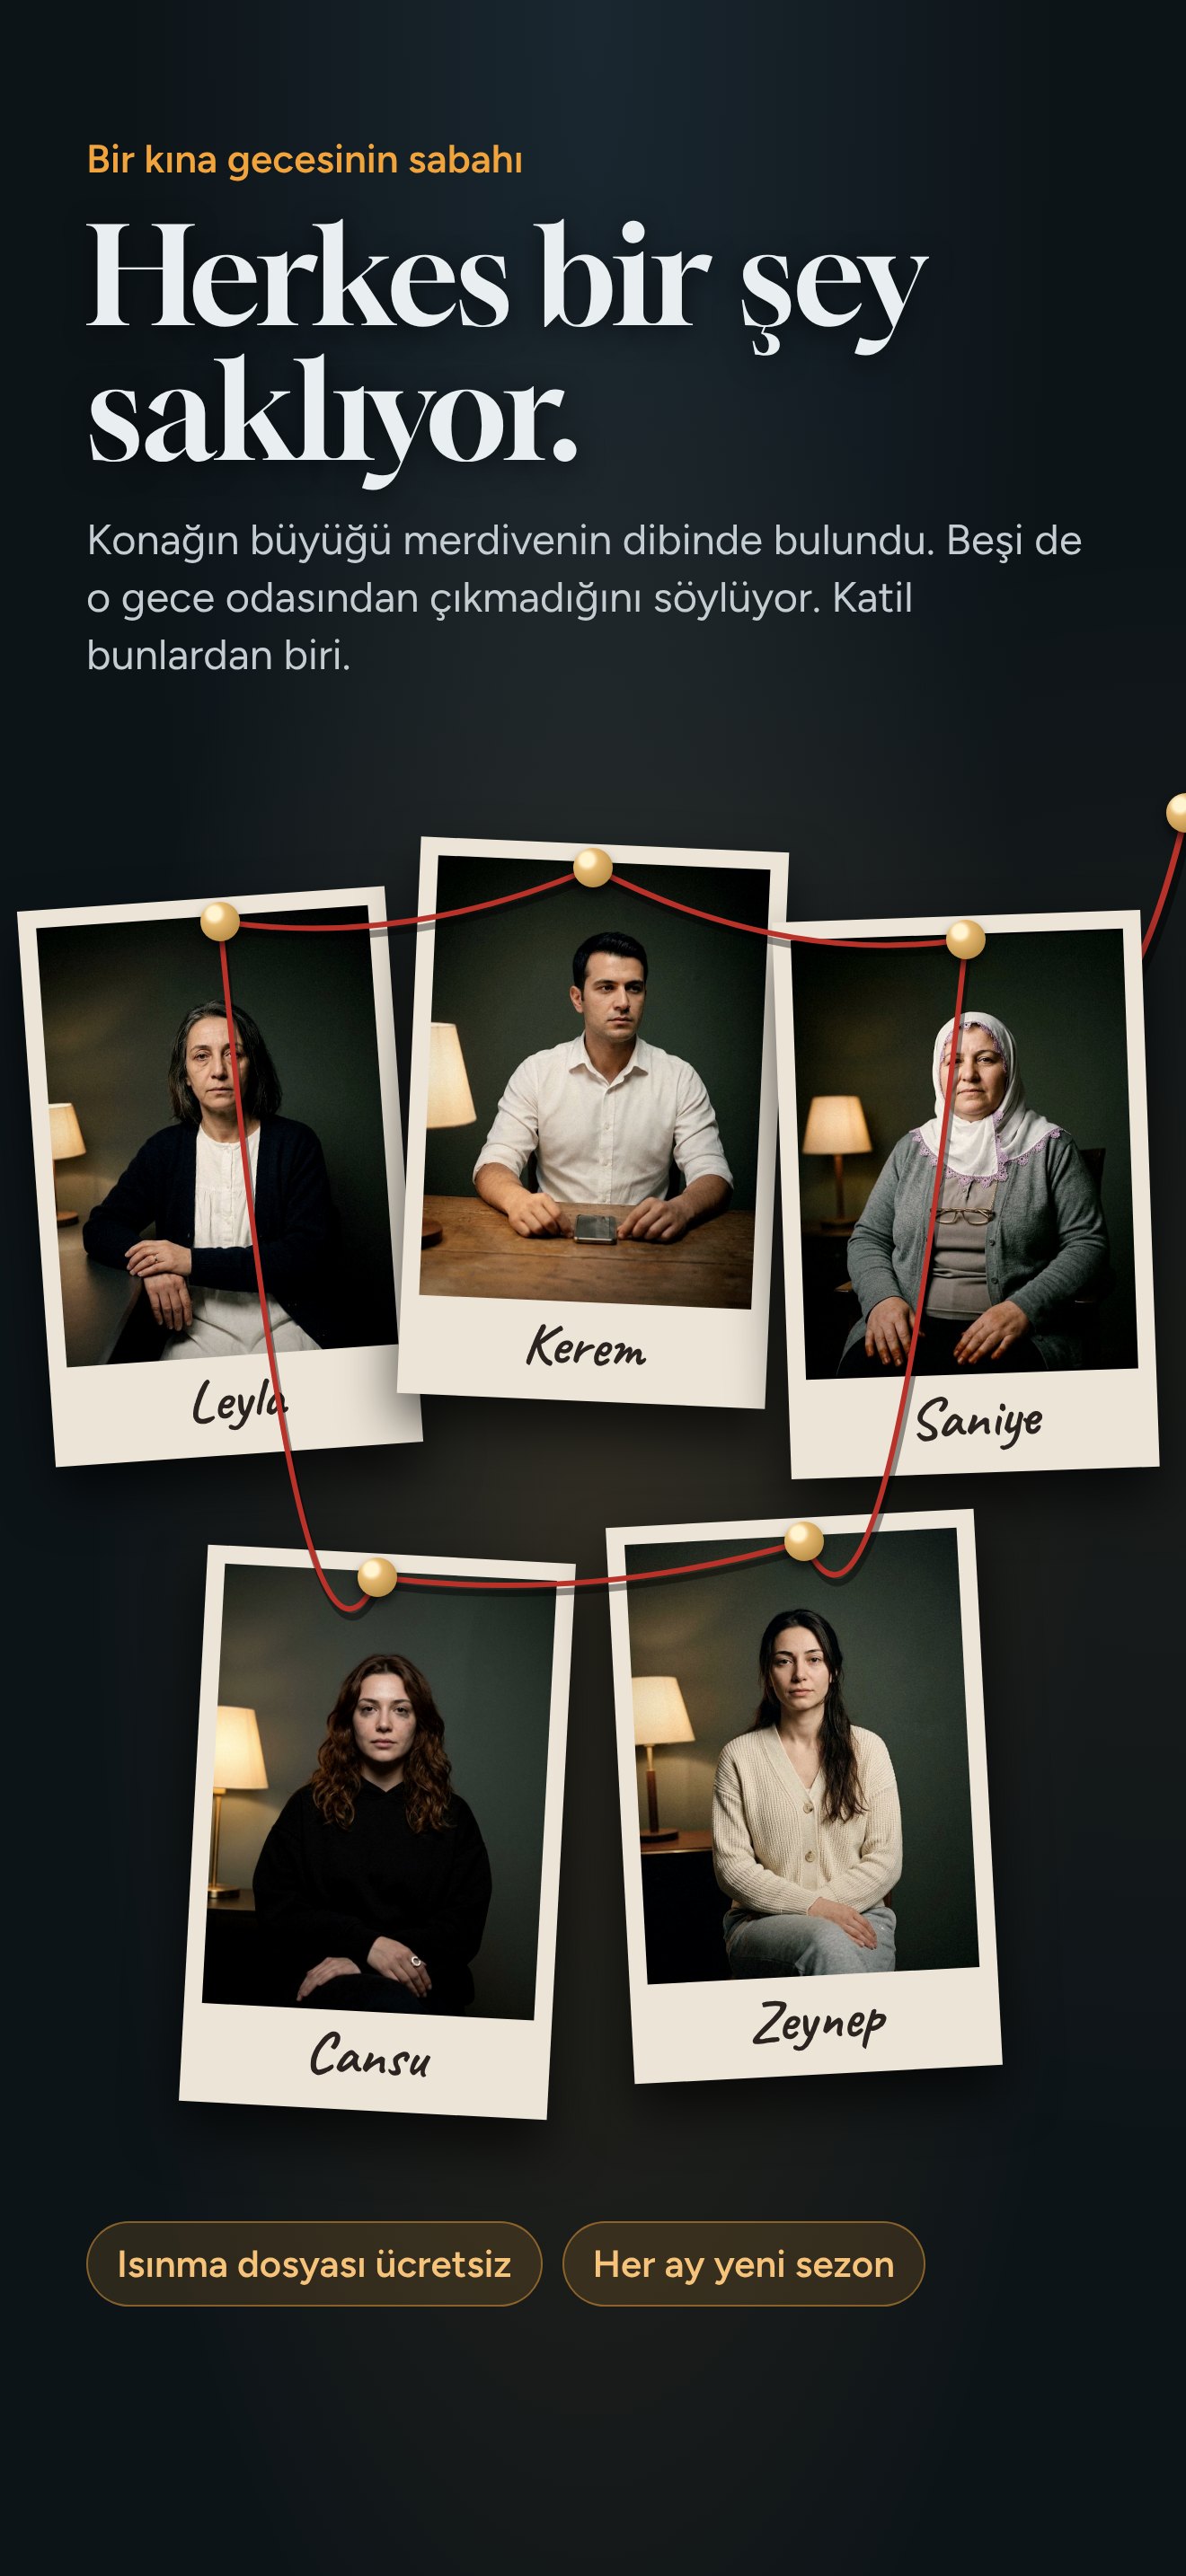 Bir kına gecesinin sabahı
Herkes bir şey
saklıyor.
Konağın büyüğü merdivenin dibinde bulundu. Beşi de
o gece odasından çıkmadığını söylüyor. Katil
bunlardan biri.
Leyla
Kerem
Saniye
Cansu
Zeynep
Isınma dosyası ücretsiz
Her ay yeni sezon